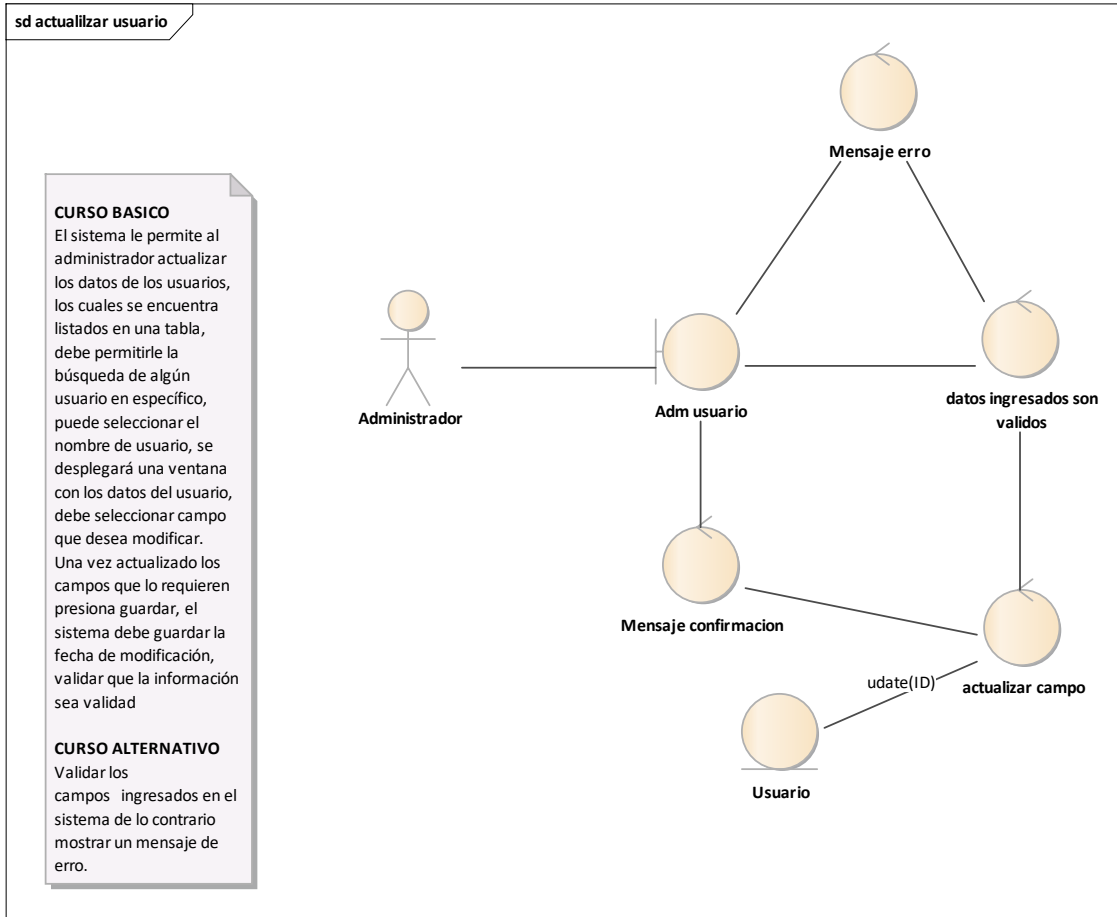 sd actualilzar usuario
CURSO BASICO
El sistema le permite al
administrador actualizar
los datos de los usuarios,
los cuales se encuentra
listados en una tabla,
debe permitirle la
búsqueda de algún
usuario en específico,
puede seleccionar el
nombre de usuario, se
desplegará una ventana
con los datos del usuario,
debe seleccionar campo
que desea modificar.
Una vez actualizado los
campos que lo requieren
presiona guardar, el
sistema debe guardar la
fecha de modificación,
validar que la información
sea validad
CURSO ALTERNATIVO
Validar los
campos ingresados en el
sistema de lo contrario
mostrar un mensaje de
erro.
Mensaje erro
Administrador
Adm usuario
datos ingresados son
validos
Mensaje confirmacion
udate(ID)
actualizar campo
Usuario